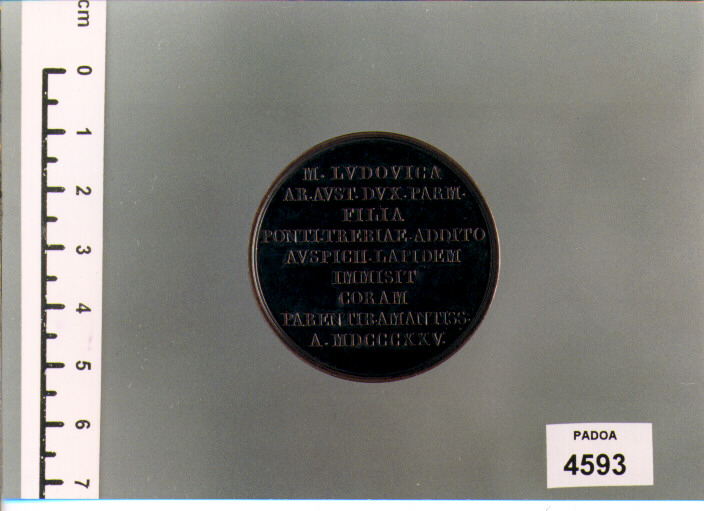 M. LVDOVICA
AR.AVST.DVX.PARM.
FILIA
PONTI.TREBIAE.ADDITO
AVSPICII.LAPIDEM
IMMISIT
CORAM
PARENTIB.AMANTISS.
A. MDCCCXXV.
cm
0
1
2
3
4
5
6
7
PADOA
4593